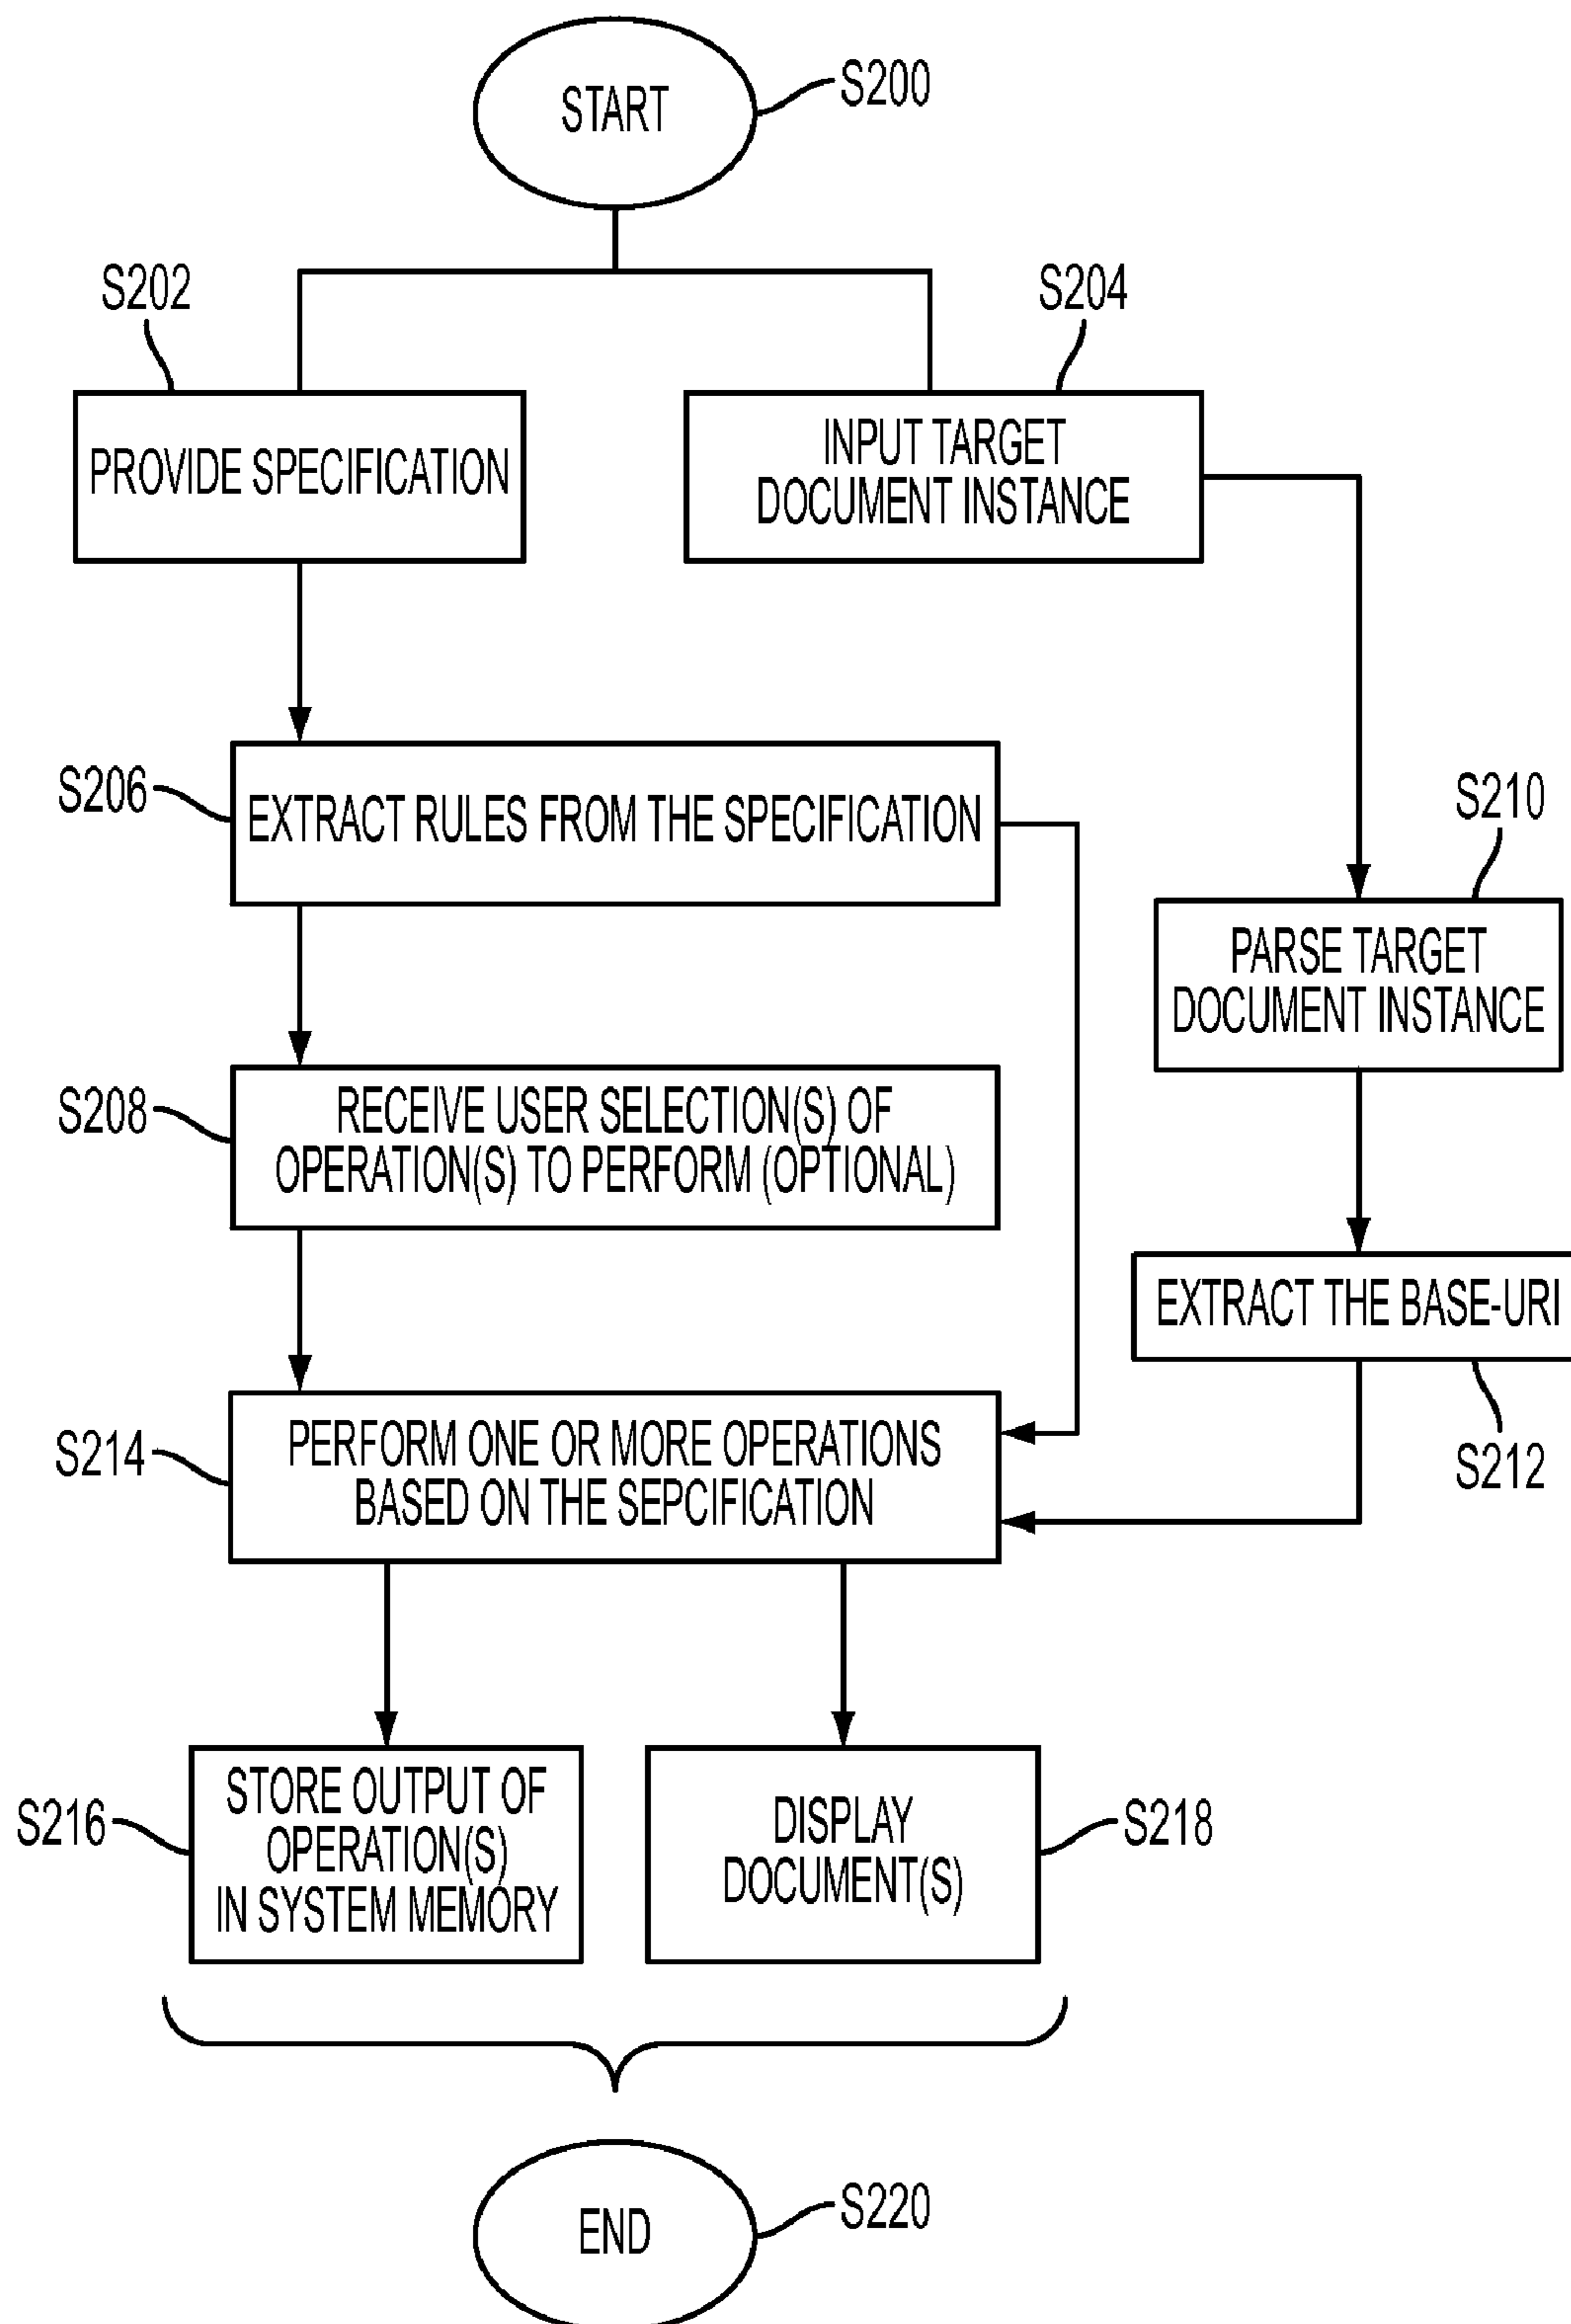 START
S200
S202
S204
PROVIDE SPECIFICATION
INPUT TARGET
DOCUMENT INSTANCE
S206
EXTRACT RULES FROM THE SPECIFICATION
S210
PARSE TARGET
DOCUMENT INSTANCE
S208
RECEIVE USER SELECTION(S) OF
OPERATION(S) TO PERFORM (OPTIONAL)
EXTRACT THE BASE-URI
S212
S214
PERFORM ONE OR MORE OPERATIONS
BASED ON THE SEPCIFICATION
S216
STORE OUTPUT OF
OPERATION(S)
IN SYSTEM MEMORY
DISPLAY
DOCUMENT(S)
S218
END
S220